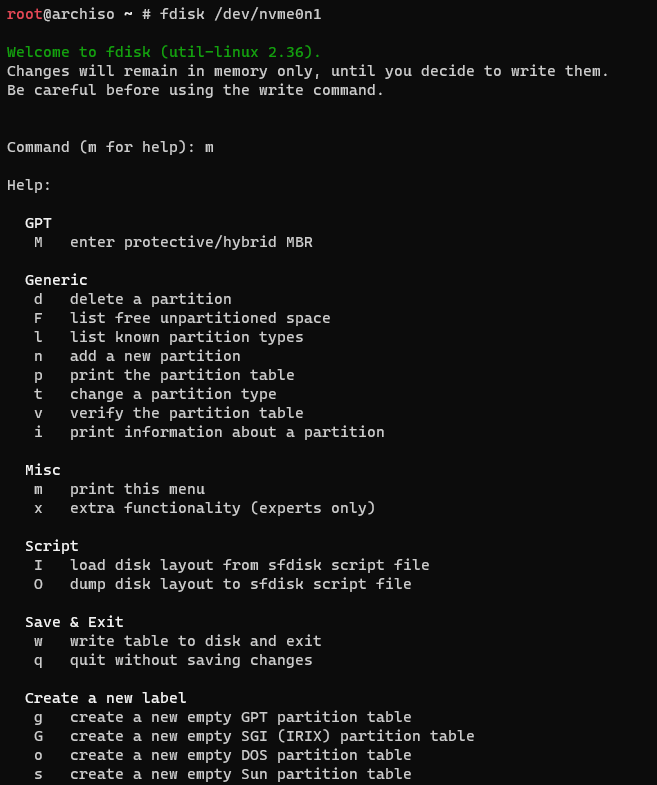 root@archiso ~ # fdisk /dev/nvme0n1
Welcome to fdisk (util-linux 2.36).
Changes will remain in memory only, until you decide to write them.
Be careful before using the write command.
Command (m for help): m
Help:
GPT
M   enter protective/hybrid MBR
Generic
d   delete a partition
F   list free unpartitioned space
l   list known partition types
n   add a new partition
p   print the partition table
t   change a partition type
v   verify the partition table
i   print information about a partition
Misc
m   print this menu
x   extra functionality (experts only)
Script
I   load disk layout from sfdisk script file
O   dump disk layout to sfdisk script file
Save & Exit
w   write table to disk and exit
q   quit without saving changes
Create a new label
g   create a new empty GPT partition table
G   create a new empty SGI (IRIX) partition table
o   create a new empty DOS partition table
s   create a new empty Sun partition table